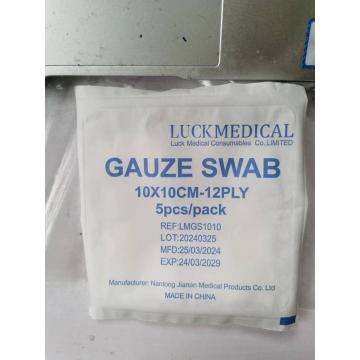 LUCKMEDICAL
Luck Medical Consumables Co.,LIMITED
GAUZE SWAB
10X10CM-12PLY
5pcs/pack
REF:LMGS1010
LOT:20240325
MFD:25/03/2024
EXP:24/03/2029
Manufacturer: Nantong Jianan Medical Products Co. Ltd
MADE IN CHINA